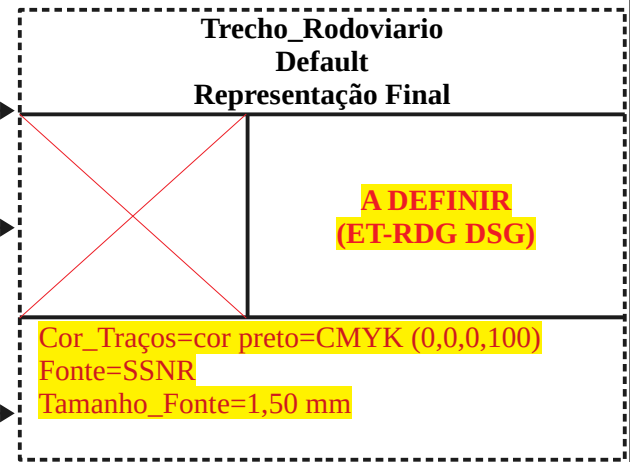 Trecho_Rodoviario
Default
Representação Final
A DEFINIR
(ET-RDG DSG)
Cor_Traços=cor preto=CMYK (0,0,0,100)
Fonte=SSNR
Tamanho_Fonte=1,50 mm